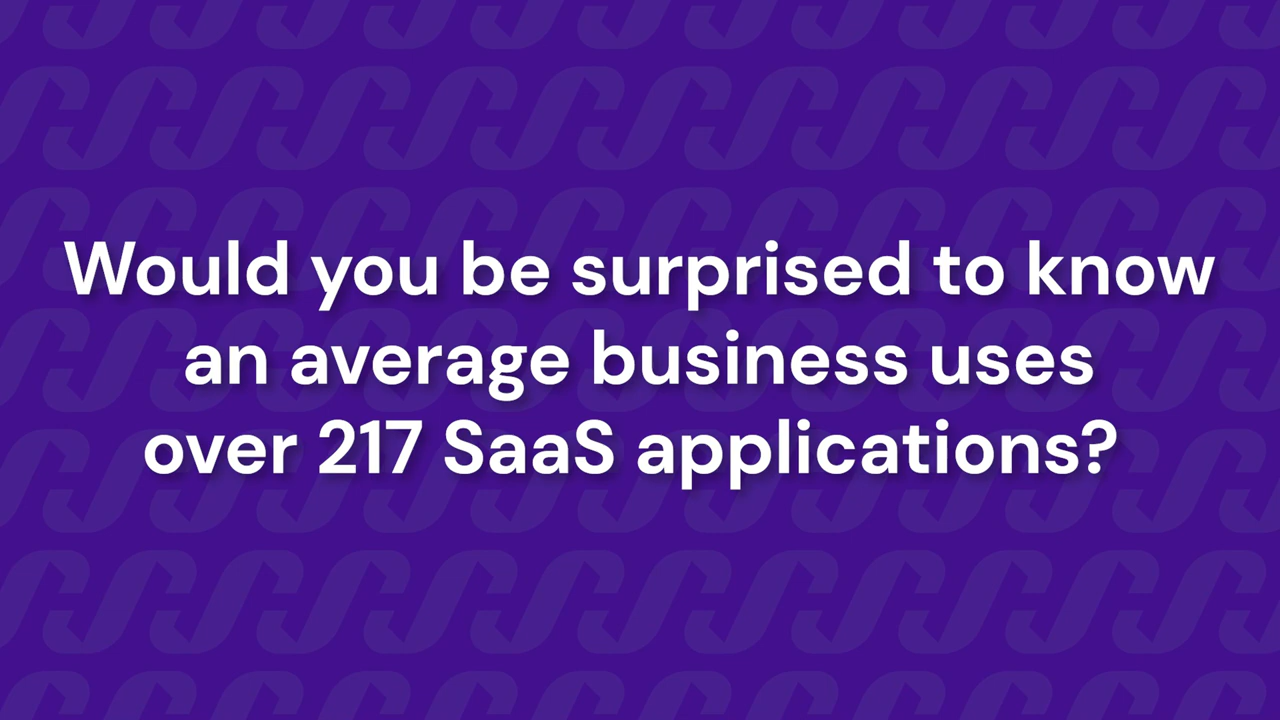 Would you be surprised to know
an average business uses
over 217 SaaS applications?